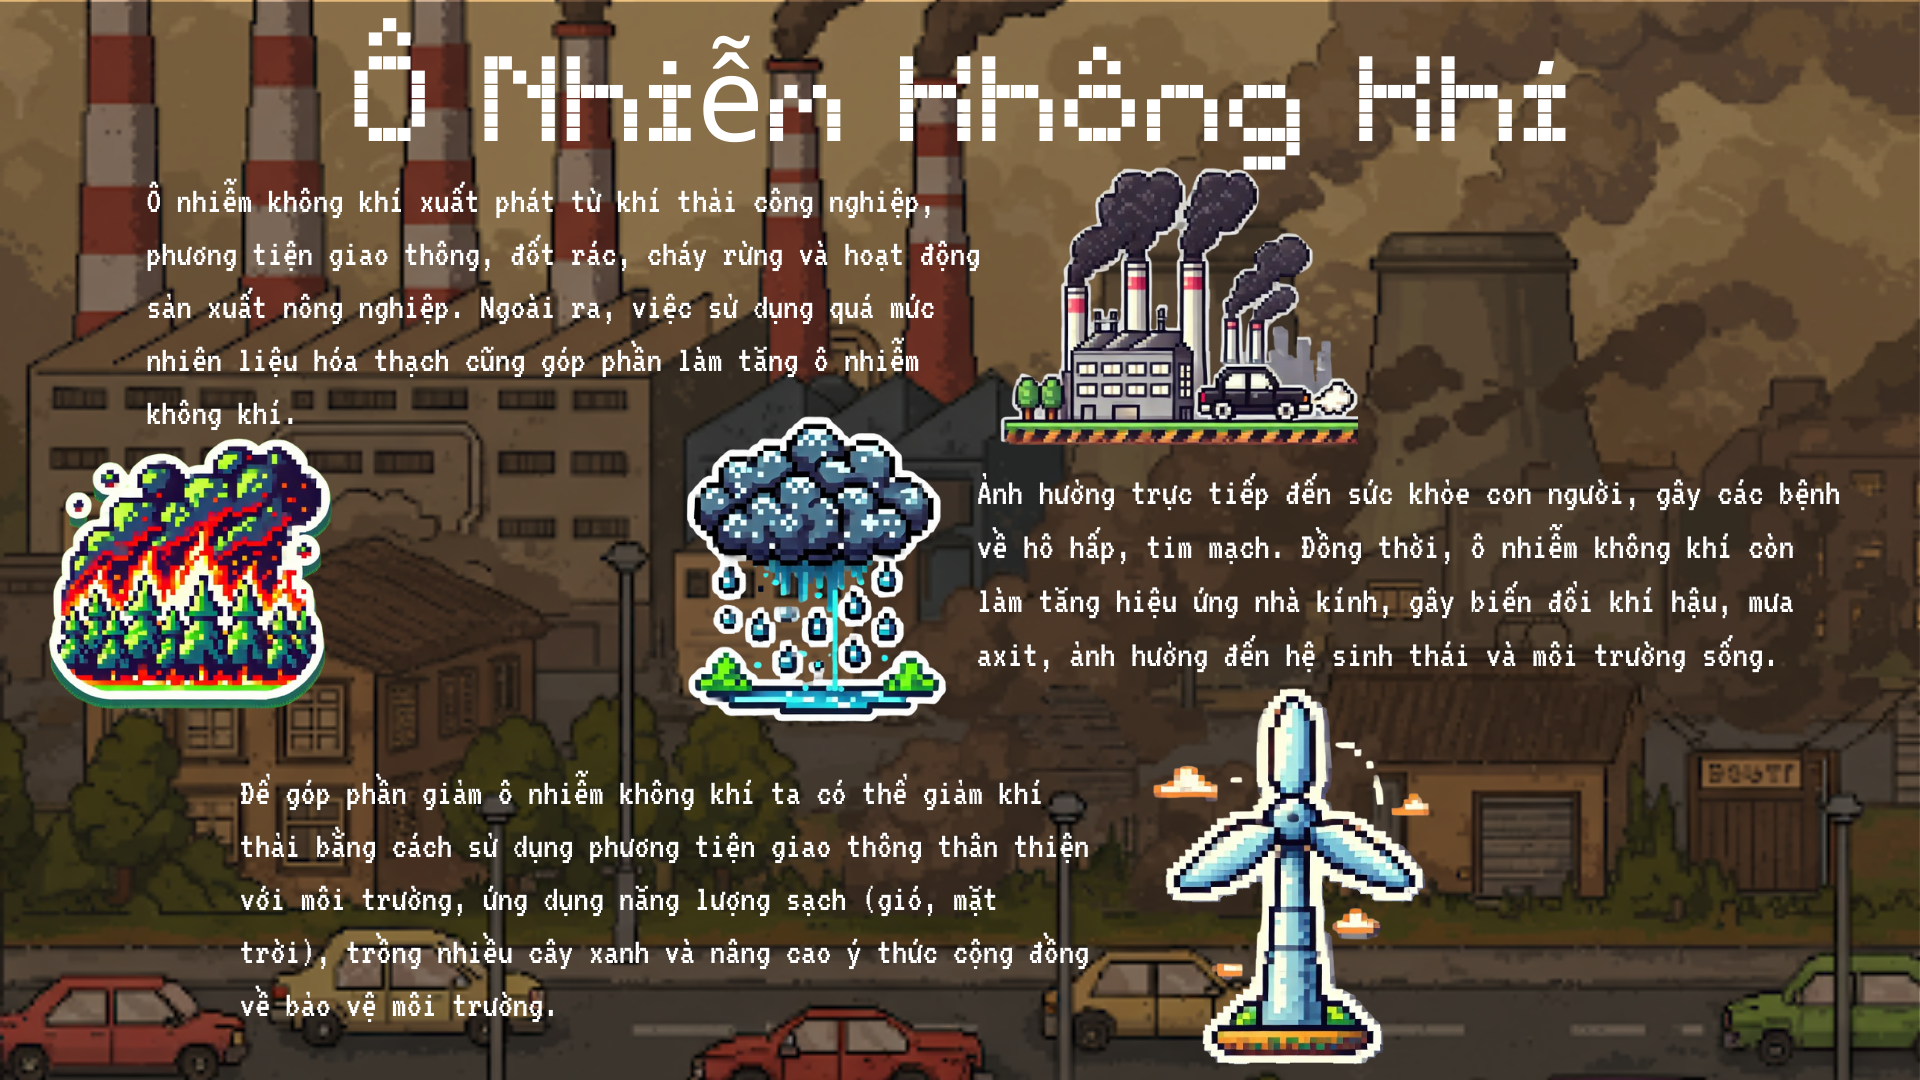 Ô Nhiễm Không Khí
Ô nhiễm không khí xuất phát từ khí thải công nghiệp,
phương tiện giao thông, đốt rác, cháy rừng và hoạt động
sản xuất nông nghiệp. Ngoài ra, việc sử dụng quá mức
nhiên liệu hóa thạch cũng góp phần làm tăng ô nhiễm
không khí.
Ảnh hưởng trực tiếp đến sức khỏe con người, gây các bệnh
về hô hấp, tim mạch. Đồng thời, ô nhiễm không khí còn
làm tăng hiệu ứng nhà kính, gây biến đổi khí hậu, mưa
axit, ảnh hưởng đến hệ sinh thái và môi trường sống.
Để góp phần giảm ô nhiễm không khí ta có thể giảm khí
thải bằng cách sử dụng phương tiện giao thông thân thiện
với môi trường, ứng dụng năng lượng sạch (gió, mặt
trời), trồng nhiều cây xanh và nâng cao ý thức cộng đồng
về bảo vệ môi trường.